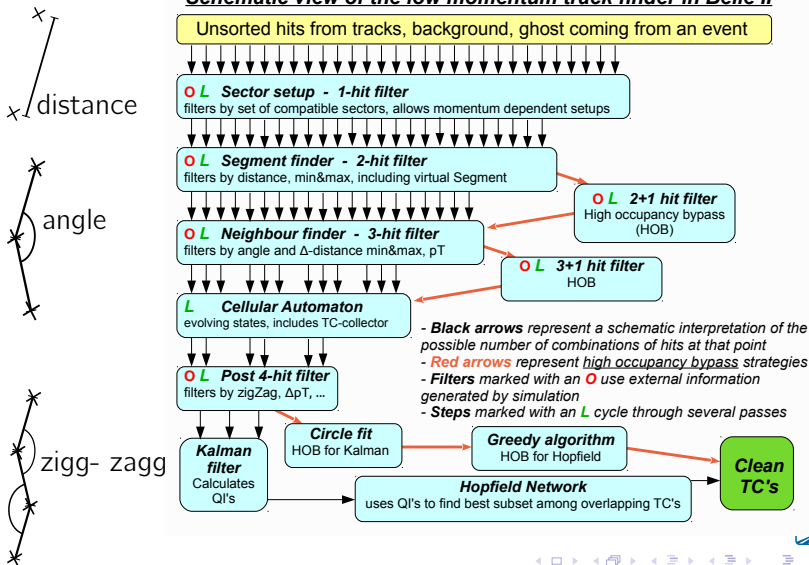 Schematic view of the low momentum track finder in Belle II
Unsorted hits from tracks, background, ghost coming from an event
O L Sector setup - 1-hit filter
filters by set of compatible sectors, allows momentum dependent setups
distance
O L Segment finder - 2-hit filter
filters by distance, min&max, including virtual Segment
O L 2+1 hit filter
High occupancy bypass
(HOB)
angle
O L Neighbour finder - 3-hit filter
filters by angle and Δ-distance min&max, pT
O L 3+1 hit filter
HOB
L Cellular Automaton
evolving states, includes TC-collector
- Black arrows represent a schematic interpretation of the
possible number of combinations of hits at that point
- Red arrows represent high occupancy bypass strategies
- Filters marked with an O use external information
generated by simulation
- Steps marked with an L cycle through several passes
O L Post 4-hit filter
filters by zigZag, ΔpT, ...
zigg- zagg
Kalman
filter
Calculates
QI's
Circle fit
HOB for Kalman
Greedy algorithm
HOB for Hopfield
Hopfield Network
uses QI's to find best subset among overlapping TC's
Clean
TC's